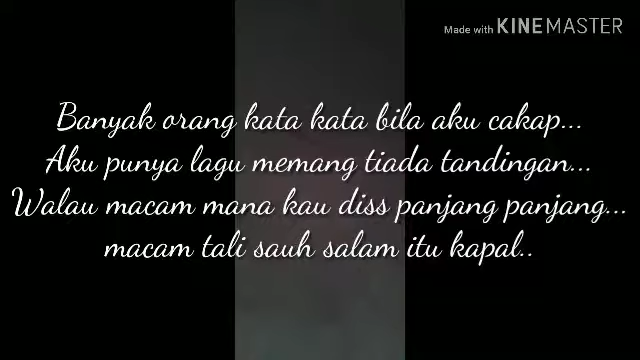 Made with KINEMASTER
Banyak orang kata kata bila aku cakap...
Aku punya lagu memang tiada tandingan...
Walau macam mana kau diss panjang panjang...
macam tali sauh salam itu kapal..